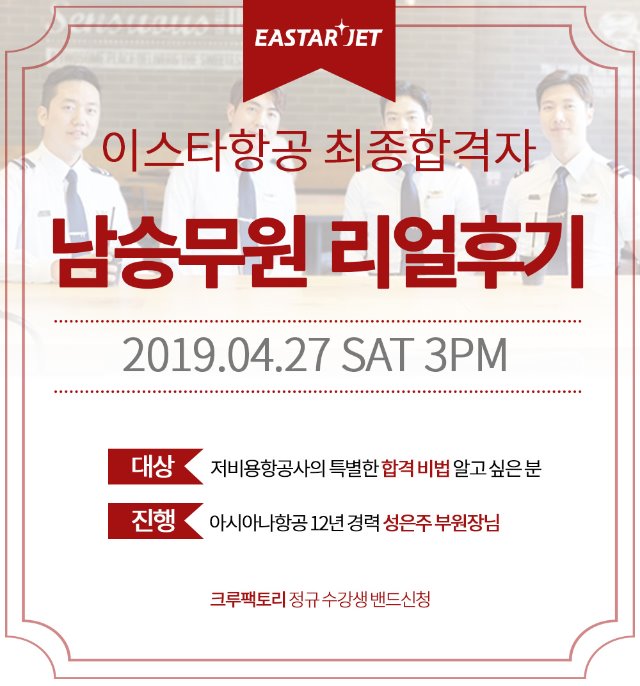 EASTAR JET
이스타항공 최종합격자
남승무원 리얼후기
2019.04.27 SAT 3PM
대상 저비용항공사의 특별한 합격 비법 알고 싶은 분
진행 아시아나항공 12년 경력 성은주 부원장님
크루팩토리 정규 수강생 밴드신청